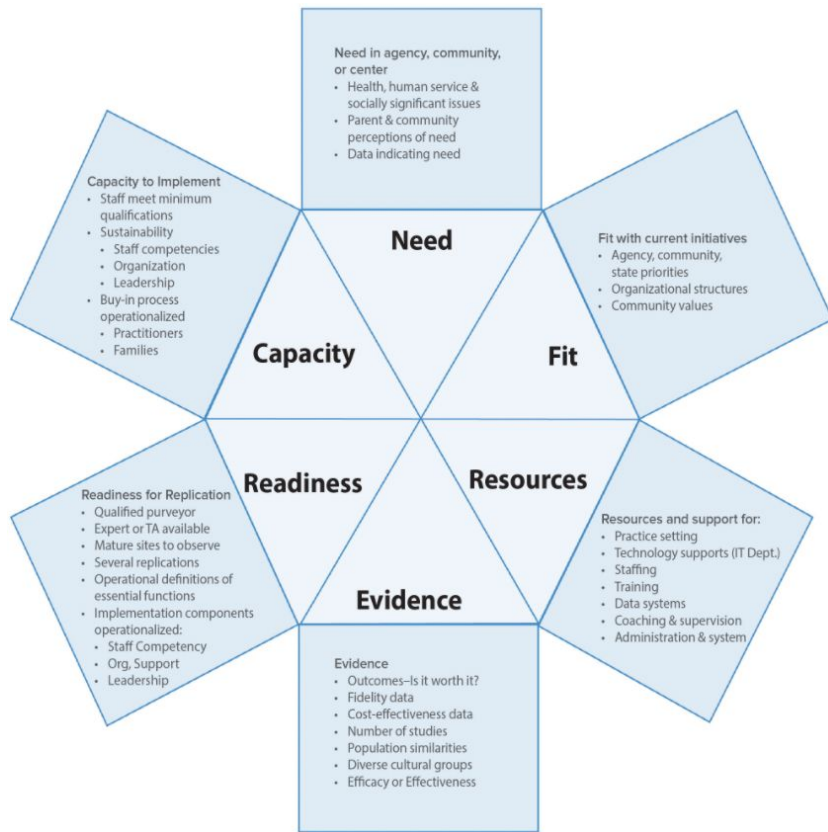 Need in agency, community,
or center
• Health, human service &
socially significant issues
• Parent & community
perceptions of need
• Data indicating need
Capacity to Implement
• Staff meet minimum
qualifications
• Sustainability
• Staff competencies
• Organization
• Leadership
• Buy-in process
operationalized
• Practitioners
• Families
Fit with current initiatives
• Agency, community,
state priorities
• Organizational structures
• Community values
Need
Capacity
Fit
Readiness
Resources
Evidence
Readiness for Replication
• Qualified purveyor
• Expert or TA available
• Mature sites to observe
• Several replications
• Operational definitions of
essential functions
• Implementation components
operationalized:
• Staff Competency
• Org, Support
• Leadership
Resources and support for:
• Practice setting
• Technology supports (IT Dept.)
• Staffing
• Training
• Data systems
• Coaching & supervision
• Administration & system
Evidence
• Outcomes–Is it worth it?
• Fidelity data
• Cost-effectiveness data
• Number of studies
• Population similarities
• Diverse cultural groups
• Efficacy or Effectiveness